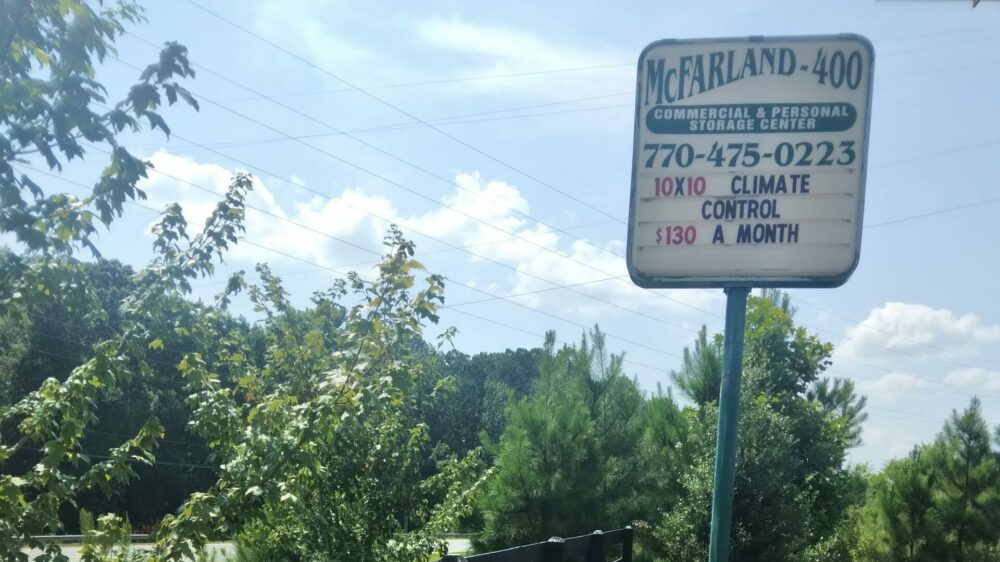 McFARLAND-400
COMMERCIAL & PERSONAL
STORAGE CENTER
770-475-0223
10X10 CLIMATE
CONTROL
$130 A MONTH